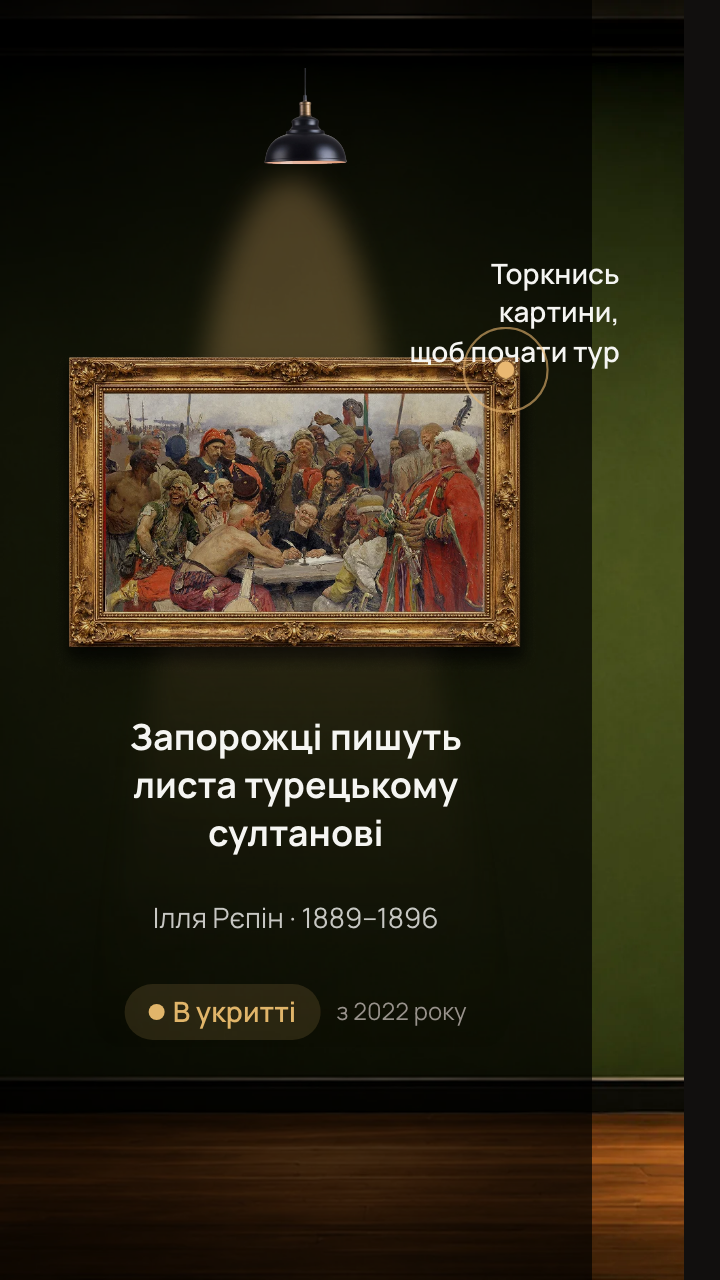 Торкнись
картини,
щоб почати тур
Запорожці пишуть
листа турецькому
султанові
Ілля Рєпін · 1889–1896
В укритті
з 2022 року